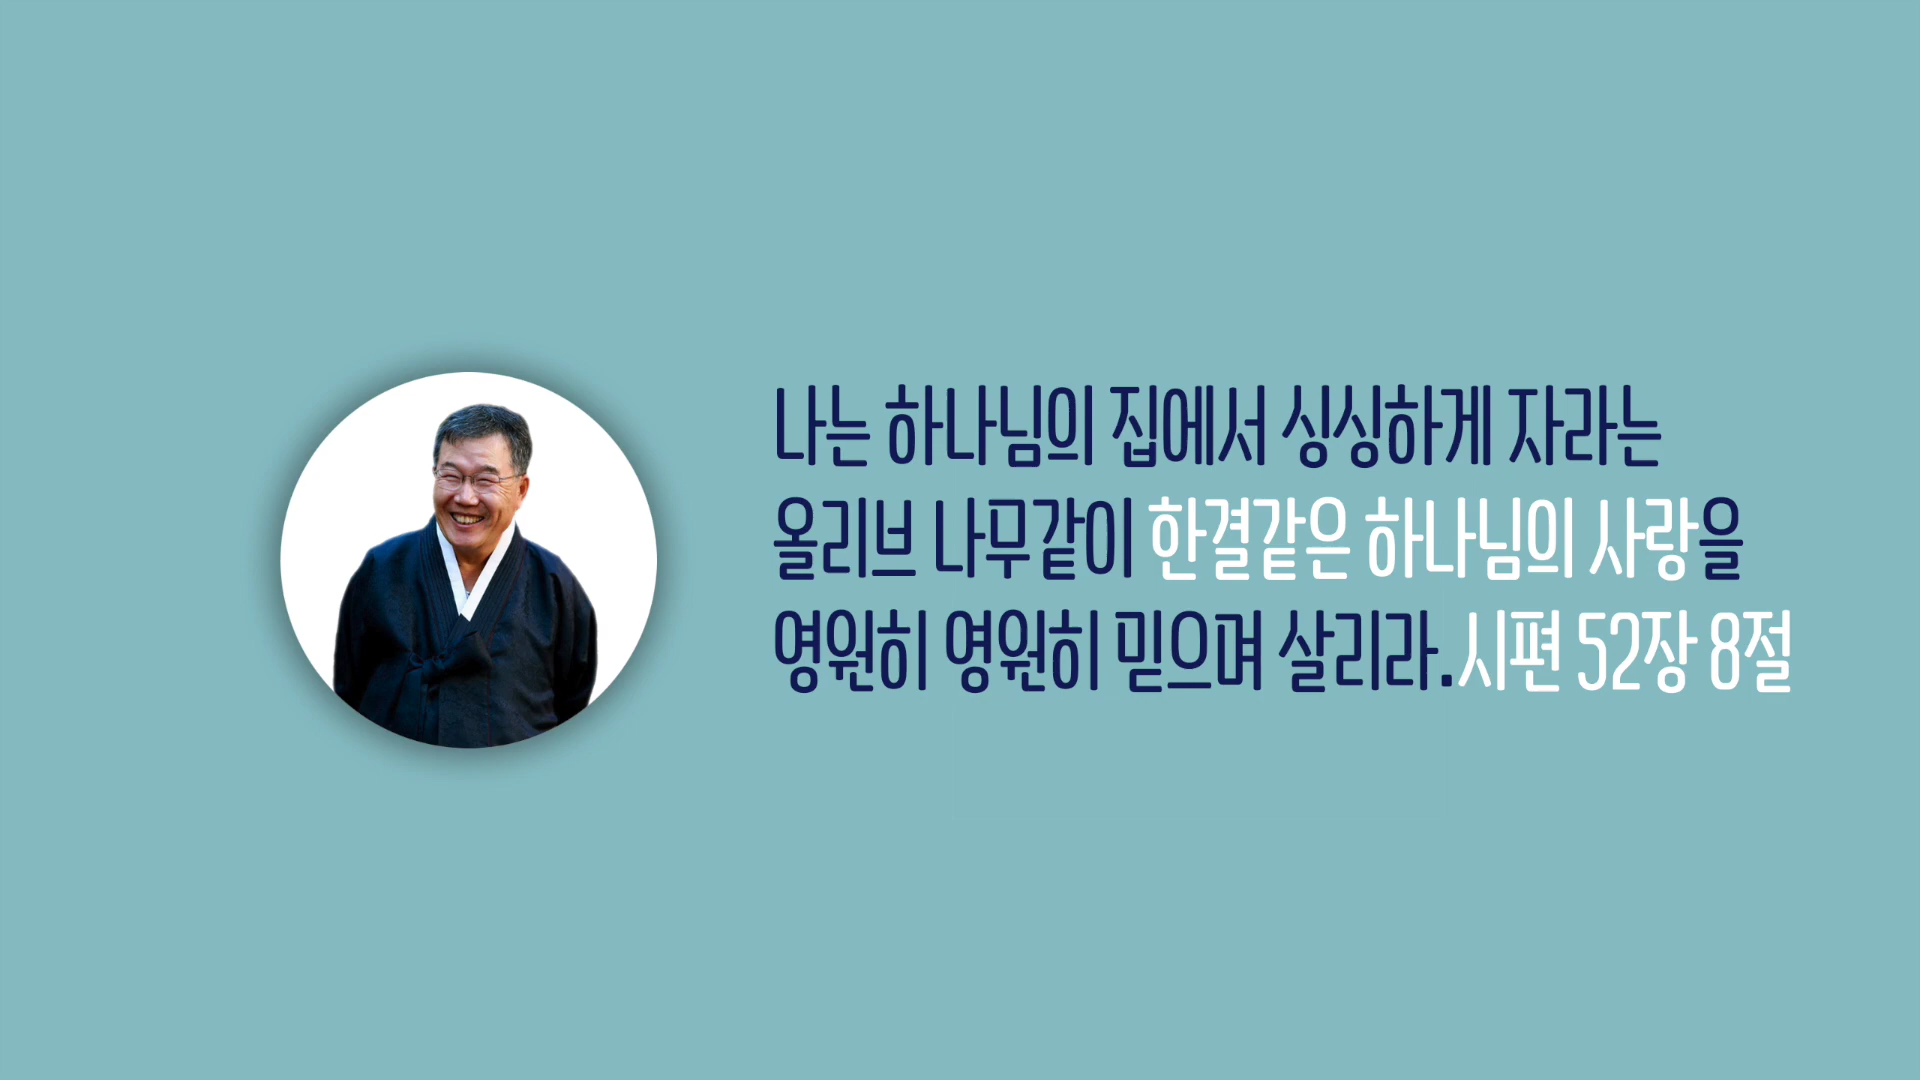 나는 하나님의 집에서 싱싱하게 자라는
올리브 나무같이 한결같은 하나님의 사랑을
영원히 영원히 믿으며 살리라.시편 52장 8절